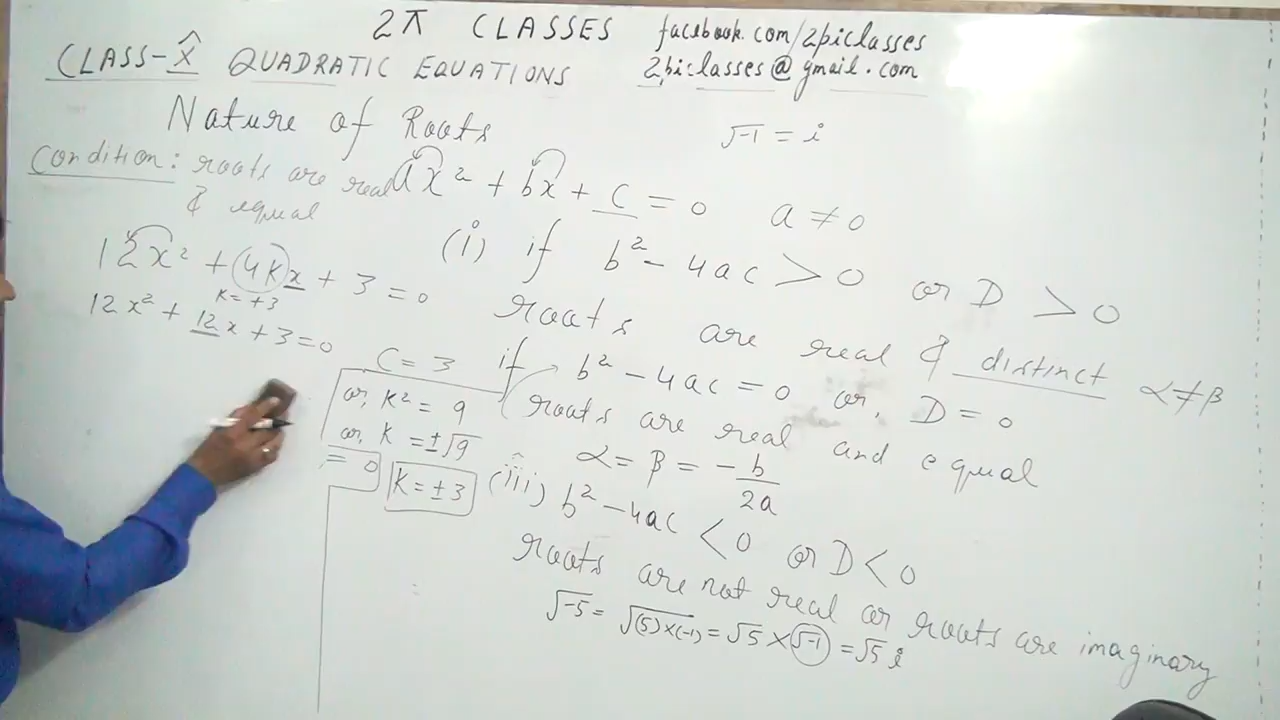 2π CLASSES facebook.com/2piclasses
CLASS-X QUADRATIC EQUATIONS 2piclasses@gmail.com
Nature of Roots √-1 = i
Condition: roots are real
& equal
ax² + bx + c = 0 a ≠ 0
12x² + (4k)x + 3 = 0
k = +3
12x² + 12x + 3 = 0
C = 3
or, k² = 9
or, k = ±√9
= 0
k = ±3
(i) if b² - 4ac > 0 or D > 0
roots are real & distinct α ≠ β
if b² - 4ac = 0 or, D = 0
roots are real and equal
α = β = -b/2a
(iii) b² - 4ac < 0 or D < 0
roots are not real or roots are imaginary
√-5 = √(5)×(-1) = √5 × √-1 = √5 i